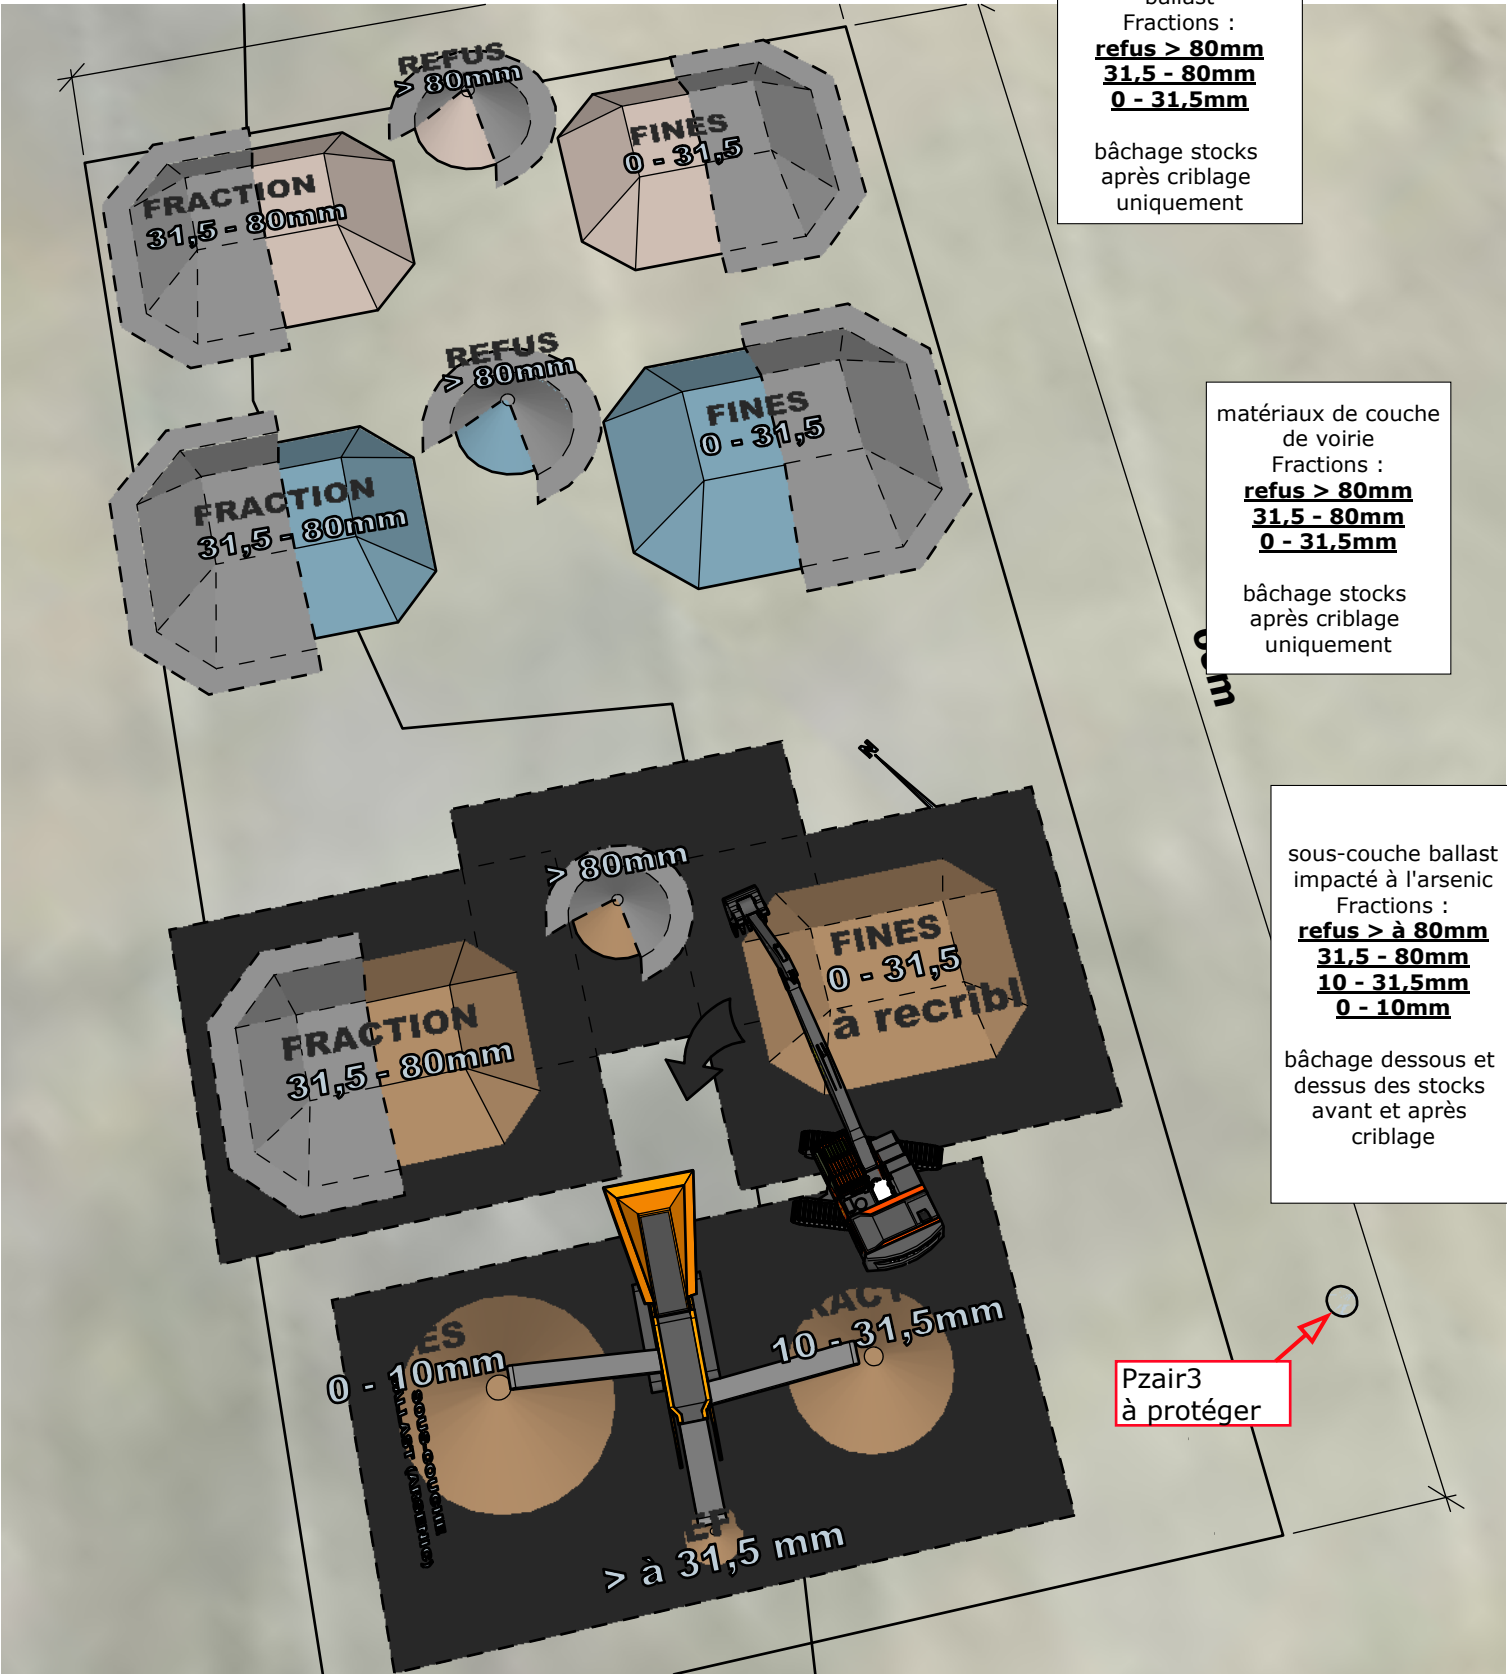 ballast
Fractions :
refus > 80mm
31,5 - 80mm
0 - 31,5mm
bâchage stocks
après criblage
uniquement
REFUS
> 80mm
FINES
0 - 31,5
FRACTION
31,5 - 80mm
REFUS
> 80mm
FINES
0 - 31,5
FRACTION
31,5 - 80mm
matériaux de couche
de voirie
Fractions :
refus > 80mm
31,5 - 80mm
0 - 31,5mm
bâchage stocks
après criblage
uniquement
N
> 80mm
FINES
0 - 31,5
à recribl
FRACTION
31,5 - 80mm
sous-couche ballast
impacté à l'arsenic
Fractions :
refus > à 80mm
31,5 - 80mm
10 - 31,5mm
0 - 10mm
bâchage dessous et
dessus des stocks
avant et après
criblage
10 - 31,5mm
0 - 10mm
SOUS-COUCHE
BALLAST (ARSENIC)
> à 31,5 mm
Pzair3
à protéger